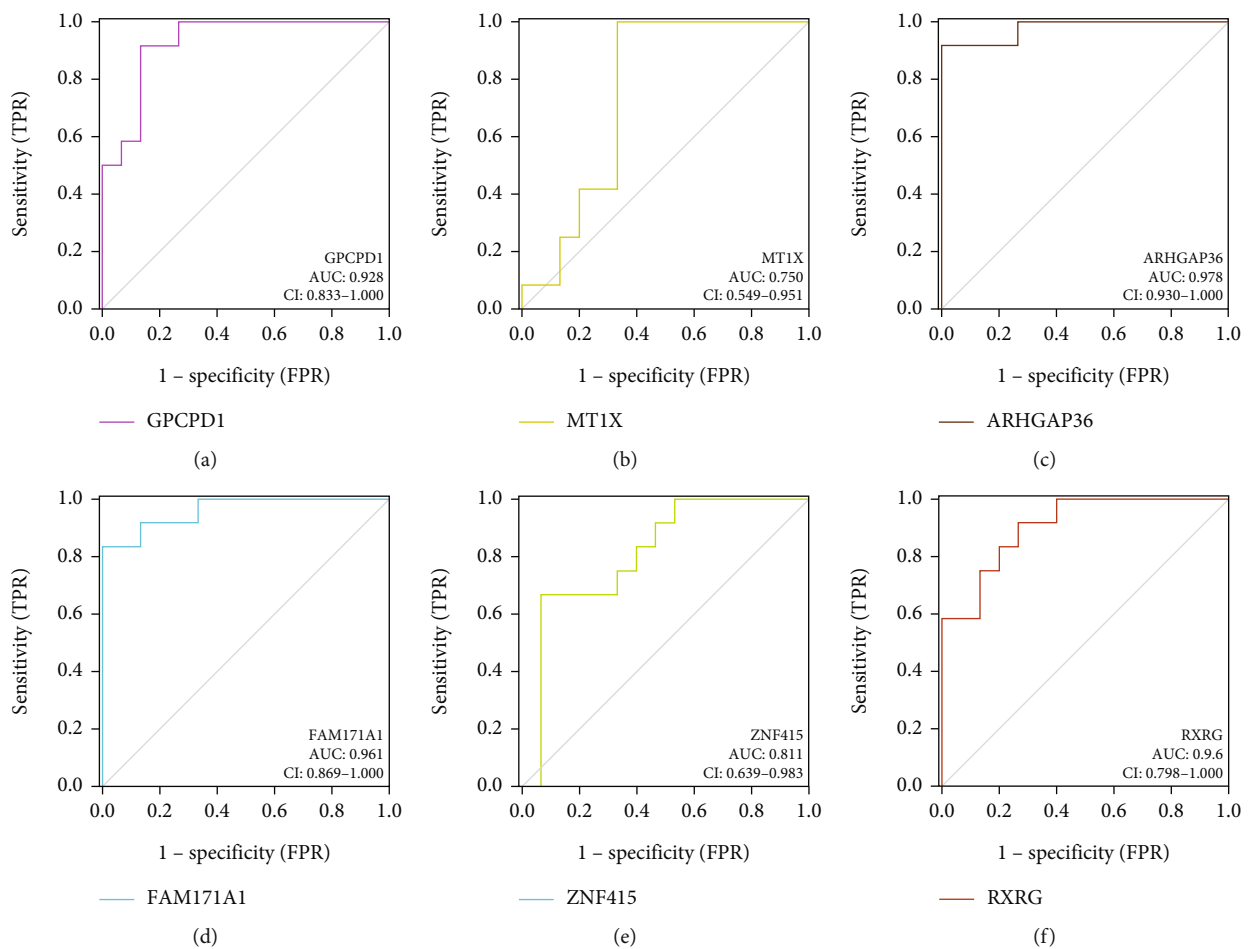 1.0
0.8
0.6
0.4
0.2
0.0
Sensitivity (TPR)
GPCPD1
AUC: 0.928
CI: 0.833–1.000
0.0 0.2 0.4 0.6 0.8 1.0
1 – specificity (FPR)
GPCPD1
(a)
1.0
0.8
0.6
0.4
0.2
0.0
Sensitivity (TPR)
MT1X
AUC: 0.750
CI: 0.549–0.951
0.0 0.2 0.4 0.6 0.8 1.0
1 – specificity (FPR)
MT1X
(b)
1.0
0.8
0.6
0.4
0.2
0.0
Sensitivity (TPR)
ARHGAP36
AUC: 0.978
CI: 0.930–1.000
0.0 0.2 0.4 0.6 0.8 1.0
1 – specificity (FPR)
ARHGAP36
(c)
1.0
0.8
0.6
0.4
0.2
0.0
Sensitivity (TPR)
FAM171A1
AUC: 0.961
CI: 0.869–1.000
0.0 0.2 0.4 0.6 0.8 1.0
1 – specificity (FPR)
FAM171A1
(d)
1.0
0.8
0.6
0.4
0.2
0.0
Sensitivity (TPR)
ZNF415
AUC: 0.811
CI: 0.639–0.983
0.0 0.2 0.4 0.6 0.8 1.0
1 – specificity (FPR)
ZNF415
(e)
1.0
0.8
0.6
0.4
0.2
0.0
Sensitivity (TPR)
RXRG
AUC: 0.9.6
CI: 0.798–1.000
0.0 0.2 0.4 0.6 0.8 1.0
1 – specificity (FPR)
RXRG
(f)